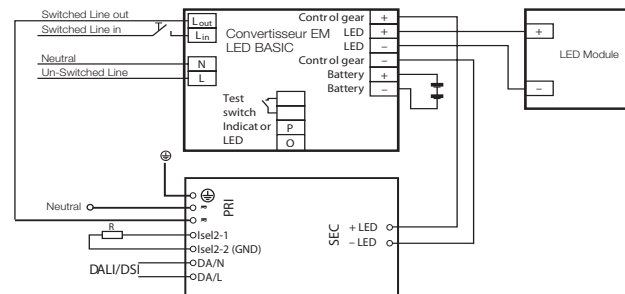 Switched Line out
Switched Line in
Neutral
Un-Switched Line
Lout
Lin
N
L
Convertisseur EM
LED BASIC
Test
switch
Indicator
LED
P
O
Control gear +
LED +
LED –
Control gear –
Battery +
Battery –
+
–
LED Module
Neutral
R
DALI/DSI
PRI
Isel2-1
Isel2-2 (GND)
DA/N
DA/L
SEC
+ LED
– LED